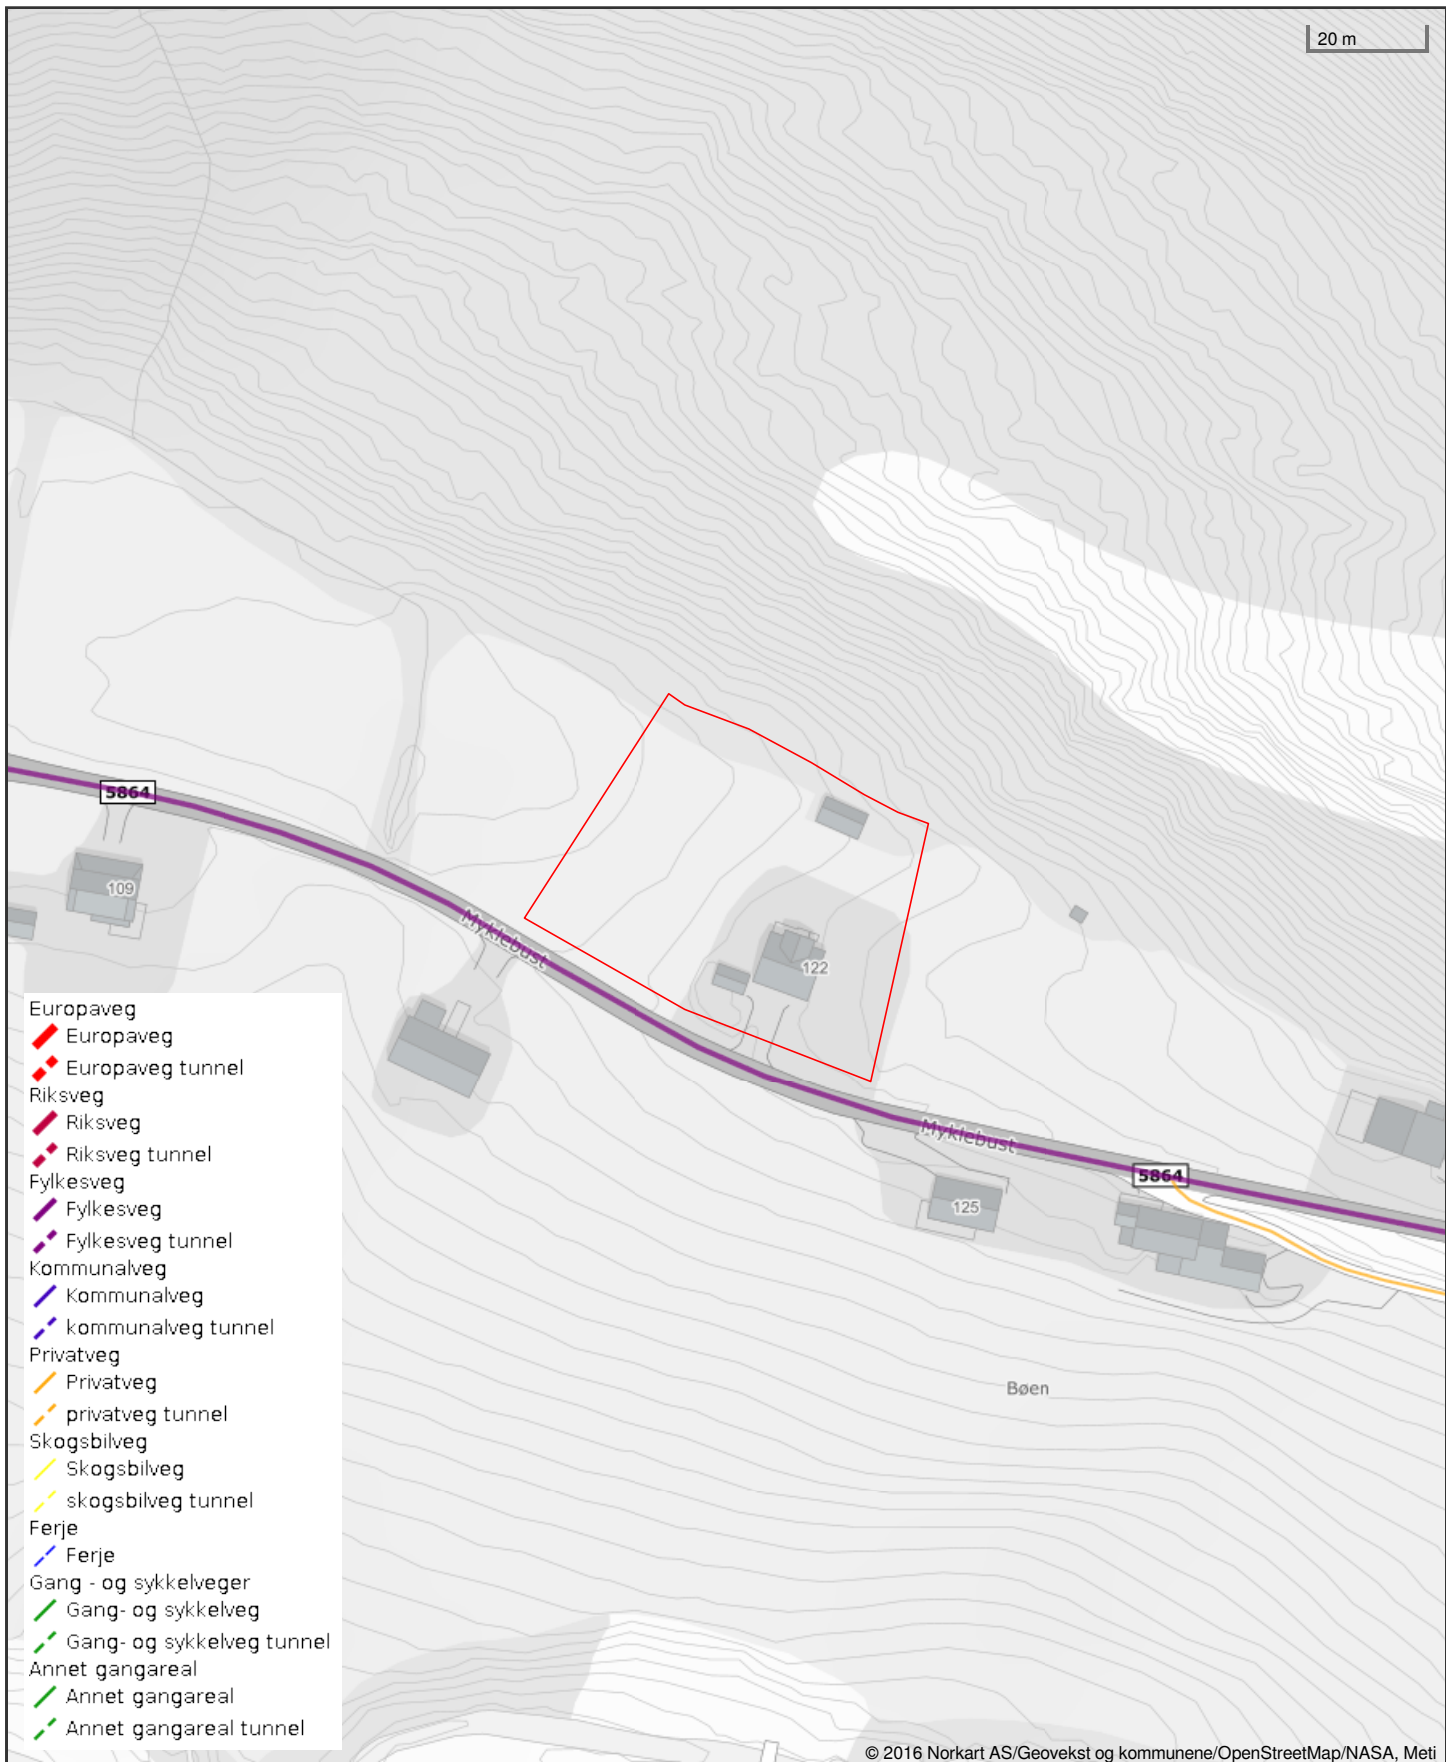 20 m
5864
109
Myklebust
122
Myklebust
5864
125
Bøen
Europaveg
Europaveg
Europaveg tunnel
Riksveg
Riksveg
Riksveg tunnel
Fylkesveg
Fylkesveg
Fylkesveg tunnel
Kommunalveg
Kommunalveg
kommunalveg tunnel
Privatveg
Privatveg
privatveg tunnel
Skogsbilveg
Skogsbilveg
skogsbilveg tunnel
Ferje
Ferje
Gang - og sykkelveger
Gang- og sykkelveg
Gang- og sykkelveg tunnel
Annet gangareal
Annet gangareal
Annet gangareal tunnel
© 2016 Norkart AS/Geovekst og kommunene/OpenStreetMap/NASA, Meti